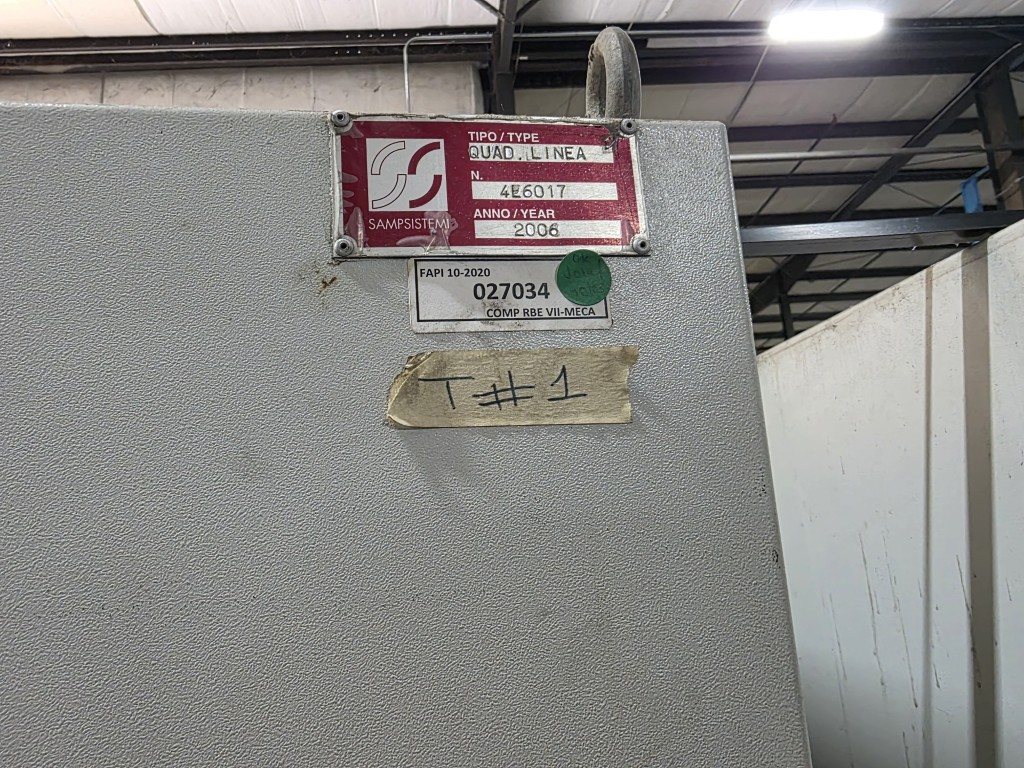 TIPO / TYPE
QUAD. LINEA
N.
4E6017
ANNO / YEAR
2006
SAMPSISTEMI
FAPI 10-2020
027034
COMP RBE VII-MECA
T#1